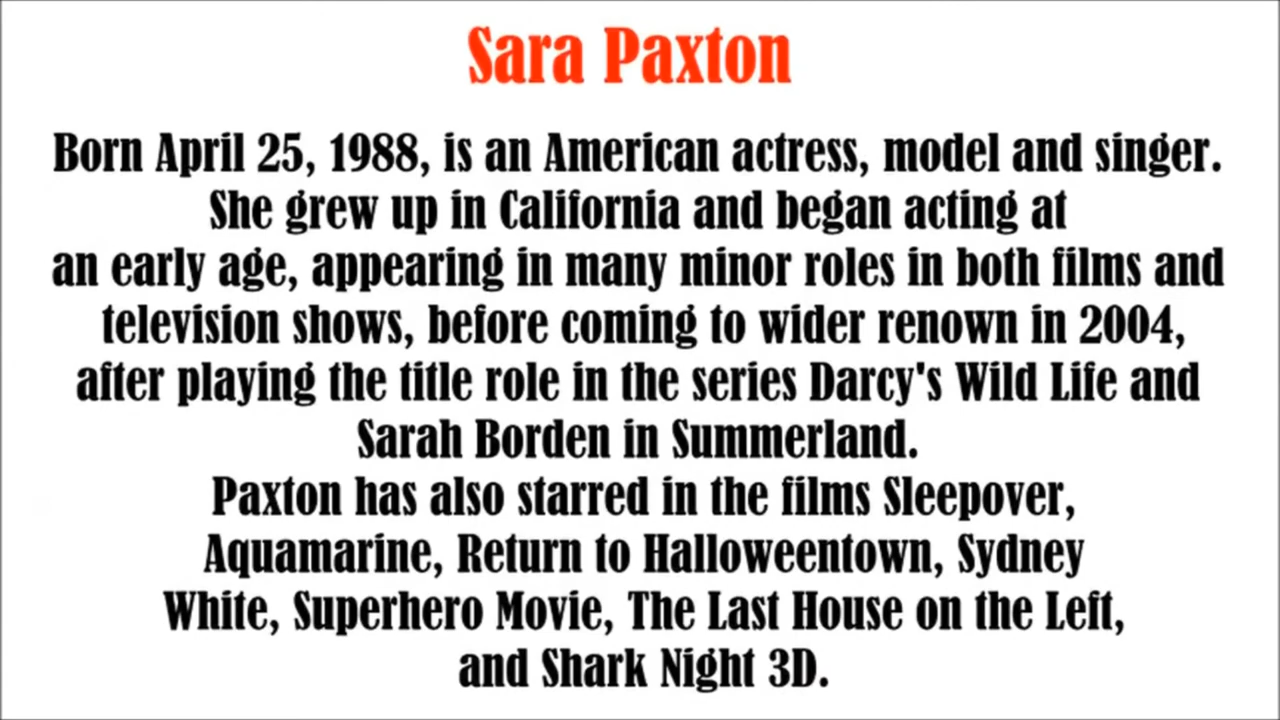 Sara Paxton
Born April 25, 1988, is an American actress, model and singer.
She grew up in California and began acting at
an early age, appearing in many minor roles in both films and
television shows, before coming to wider renown in 2004,
after playing the title role in the series Darcy's Wild Life and
Sarah Borden in Summerland.
Paxton has also starred in the films Sleepover,
Aquamarine, Return to Halloweentown, Sydney
White, Superhero Movie, The Last House on the Left,
and Shark Night 3D.